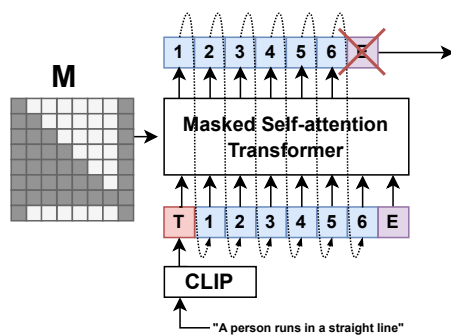 1 2 3 4 5 6 E
M
Masked Self-attention
Transformer
T 1 2 3 4 5 6 E
CLIP
"A person runs in a straight line"